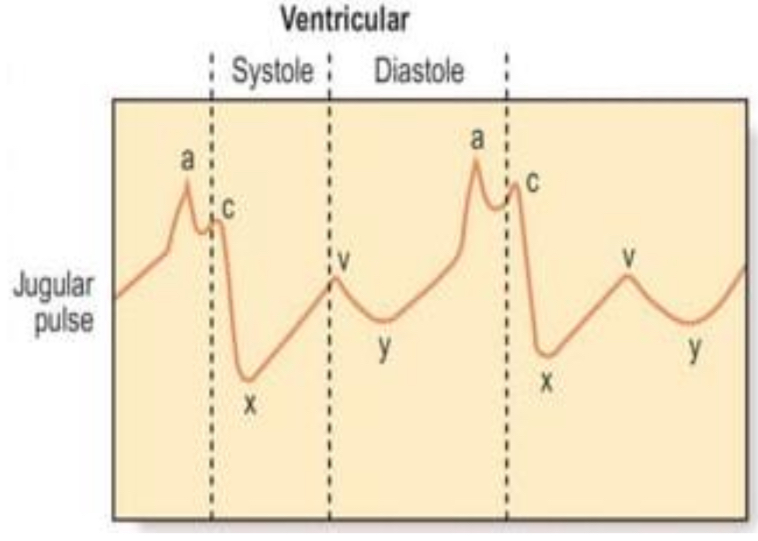 Ventricular
Systole Diastole
a
a
c
c
v
v
Jugular
pulse
y
y
x
x